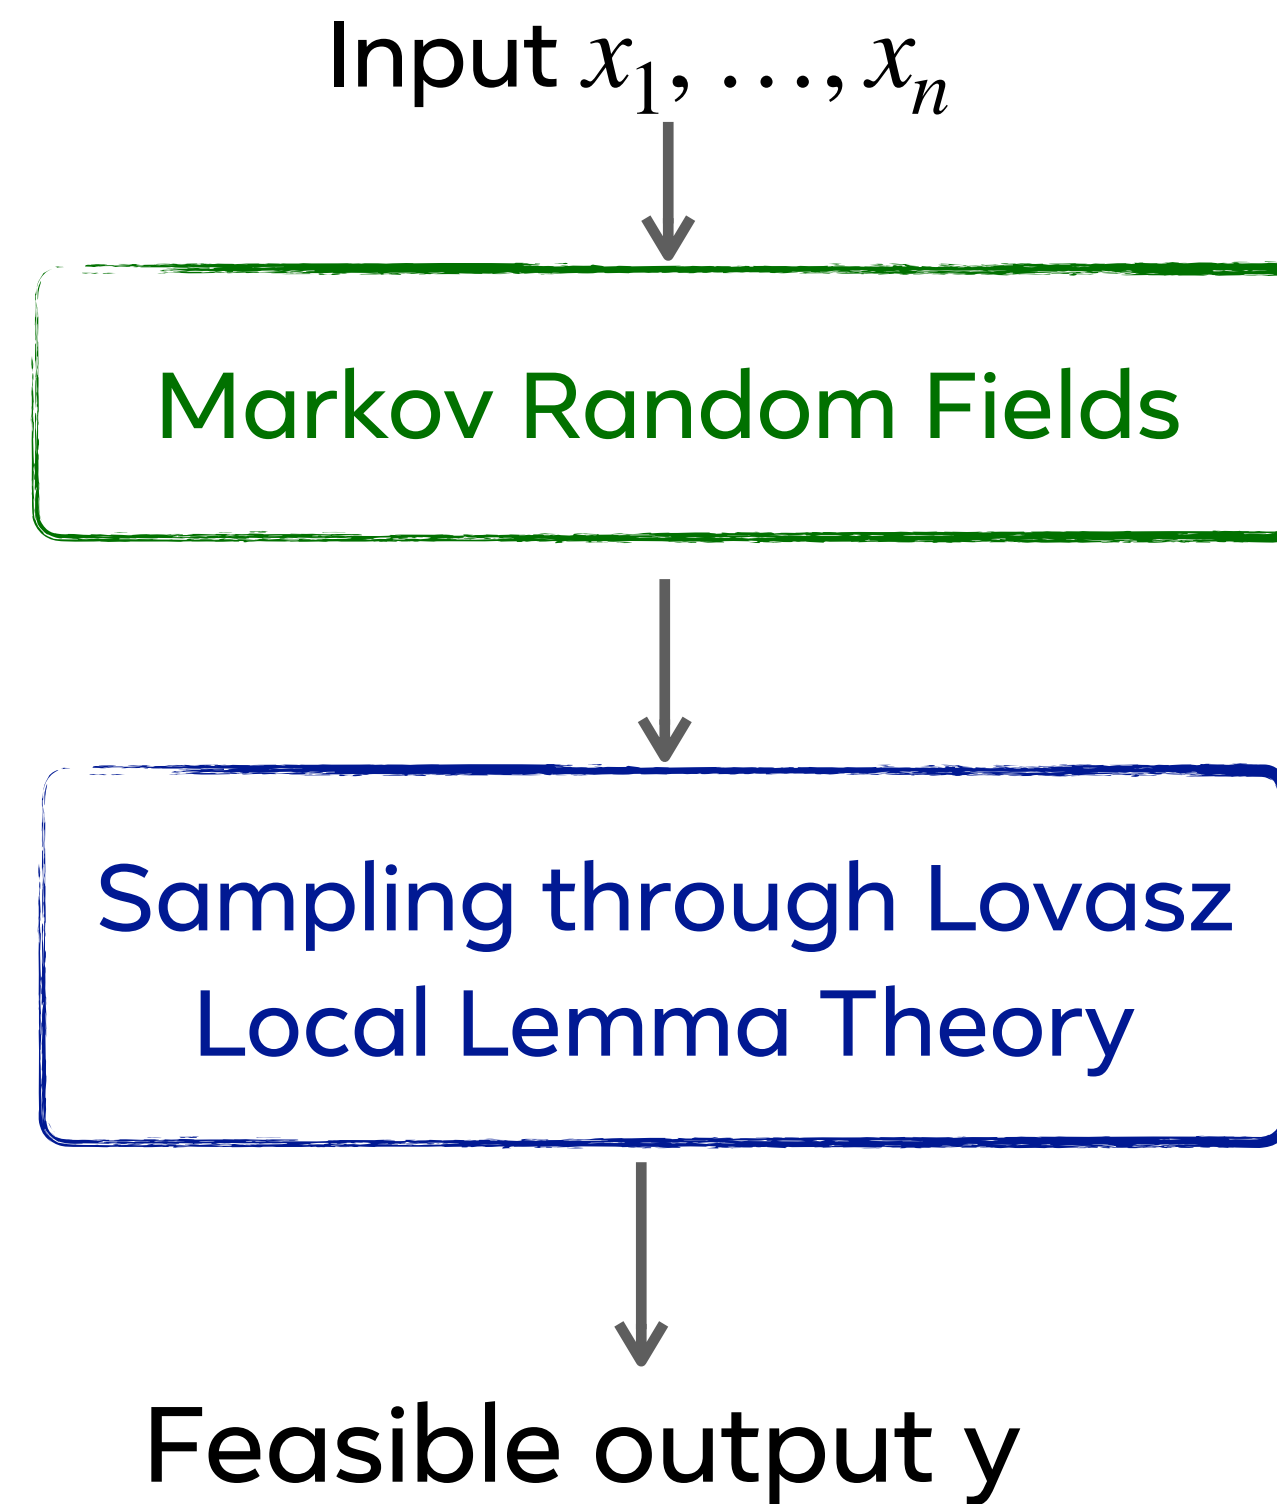 Input x₁, …, xₙ
Markov Random Fields
Sampling through Lovasz
Local Lemma Theory
Feasible output y